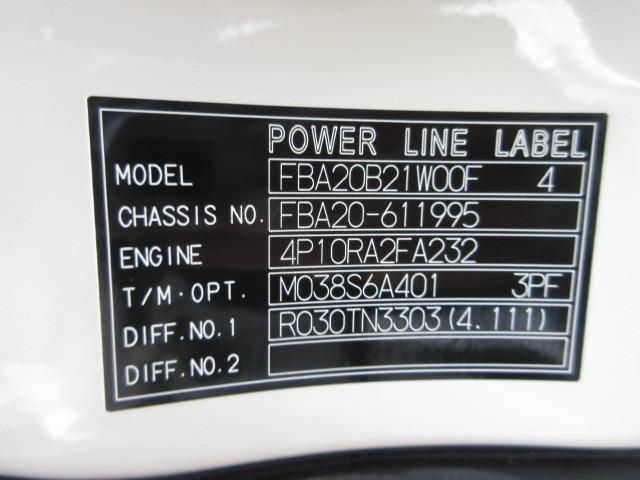 POWER LINE LABEL
MODEL FBA20B21W00F 4
CHASSIS NO. FBA20-611995
ENGINE 4P10RA2FA232
T/M·OPT. M038S6A401 3PF
DIFF.NO.1 R030TN3303(4.111)
DIFF.NO.2